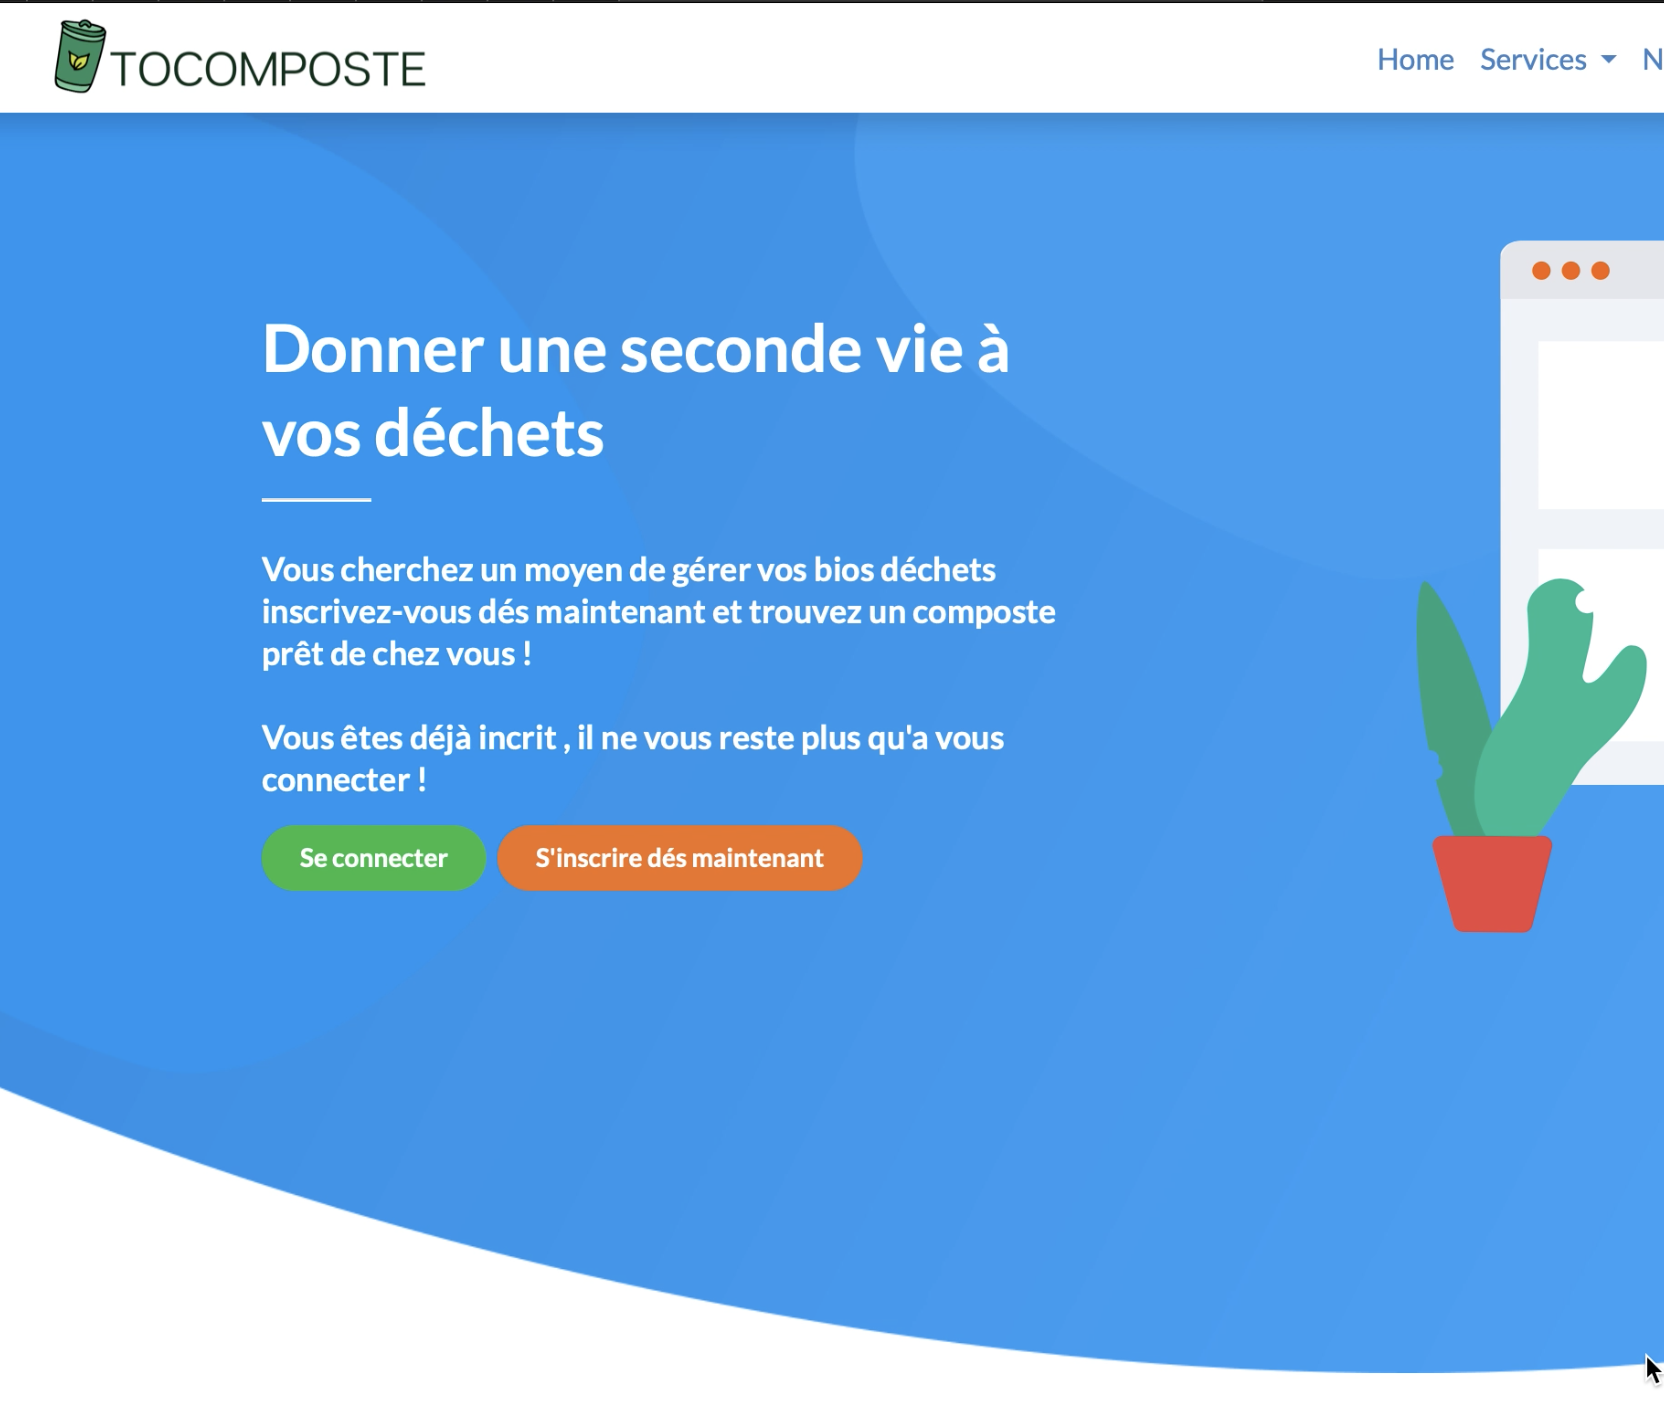 TOCOMPOSTE
Home Services
Donner une seconde vie à
vos déchets
Vous cherchez un moyen de gérer vos bios déchets
inscrivez-vous dés maintenant et trouvez un composte
prêt de chez vous !
Vous êtes déjà incrit , il ne vous reste plus qu'a vous
connecter !
Se connecter S'inscrire dés maintenant